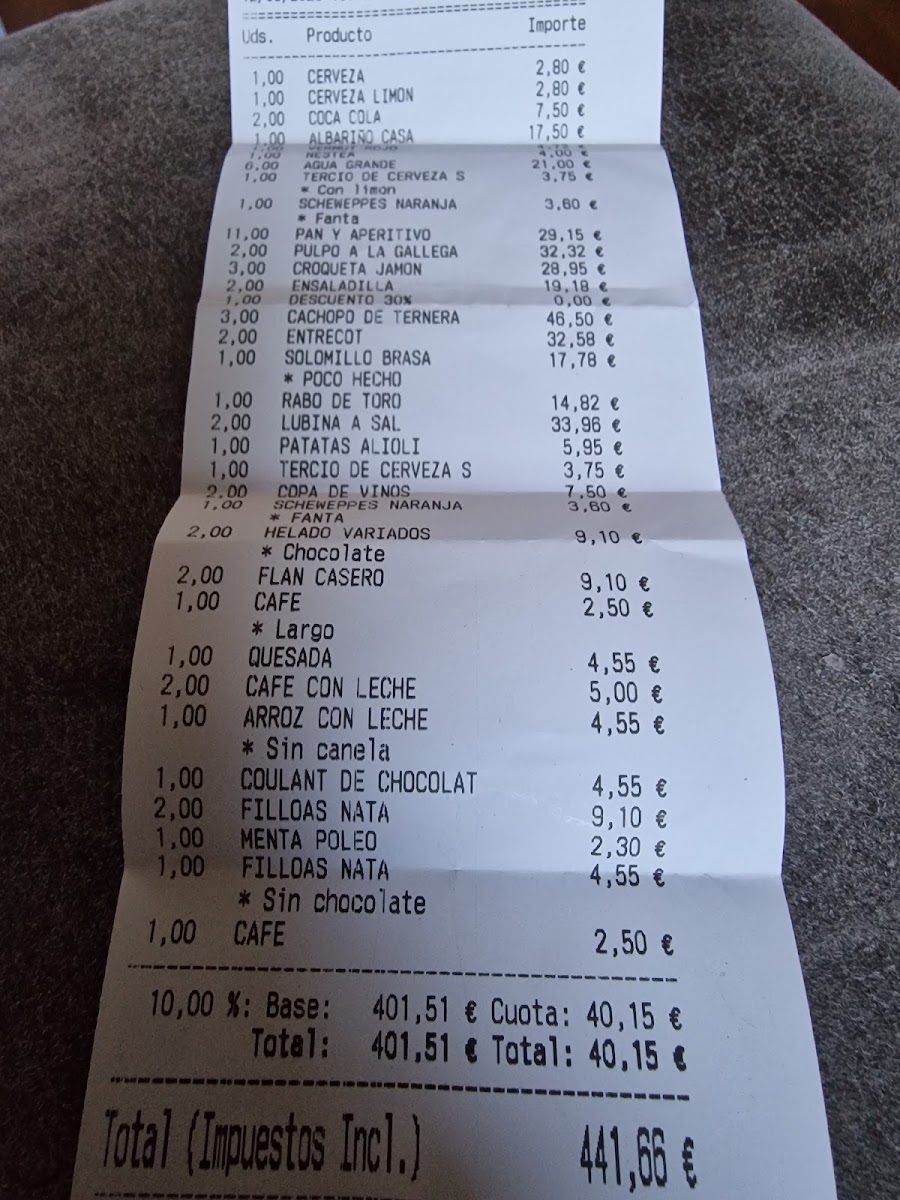 Uds. Producto Importe
1,00 CERVEZA 2,80 €
1,00 CERVEZA LIMON 2,80 €
2,00 COCA COLA 7,50 €
1,00 ALBARIÑO CASA 17,50 €
1,00 NESTEA 4,00 €
6,00 AGUA GRANDE 21,00 €
1,00 TERCIO DE CERVEZA S 3,75 €
* Con limon
1,00 SCHEWEPPES NARANJA 3,60 €
* Fanta
11,00 PAN Y APERITIVO 29,15 €
2,00 PULPO A LA GALLEGA 32,32 €
3,00 CROQUETA JAMON 28,95 €
2,00 ENSALADILLA 19,18 €
1,00 DESCUENTO 30% 0,00 €
3,00 CACHOPO DE TERNERA 46,50 €
2,00 ENTRECOT 32,58 €
1,00 SOLOMILLO BRASA 17,78 €
* POCO HECHO
1,00 RABO DE TORO 14,82 €
2,00 LUBINA A SAL 33,96 €
1,00 PATATAS ALIOLI 5,95 €
1,00 TERCIO DE CERVEZA S 3,75 €
2,00 COPA DE VINOS 7,50 €
1,00 SCHEWEPPES NARANJA 3,60 €
* FANTA
2,00 HELADO VARIADOS 9,10 €
* Chocolate
2,00 FLAN CASERO 9,10 €
1,00 CAFE 2,50 €
* Largo
1,00 QUESADA 4,55 €
2,00 CAFE CON LECHE 5,00 €
1,00 ARROZ CON LECHE 4,55 €
* Sin canela
1,00 COULANT DE CHOCOLAT 4,55 €
2,00 FILLOAS NATA 9,10 €
1,00 MENTA POLEO 2,30 €
1,00 FILLOAS NATA 4,55 €
* Sin chocolate
1,00 CAFE 2,50 €
10,00 %: Base: 401,51 € Cuota: 40,15 €
Total: 401,51 € Total: 40,15 €
Total (Impuestos Incl.) 441,66 €